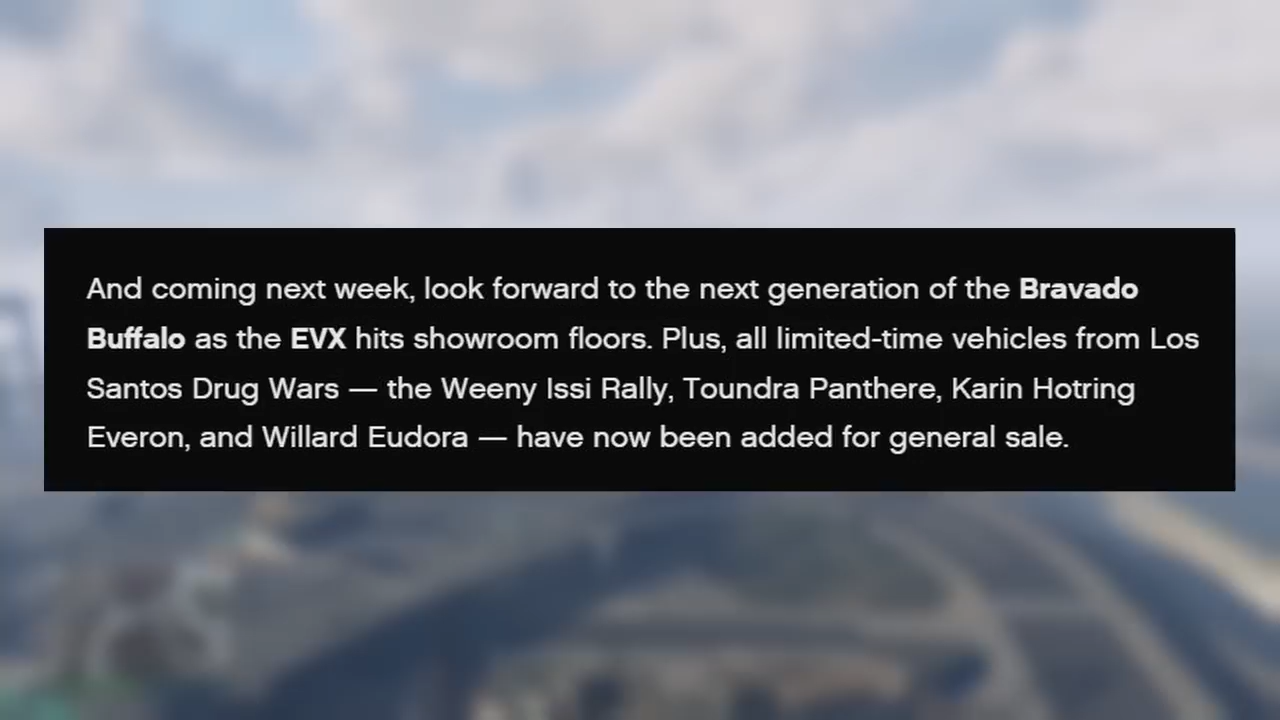 And coming next week, look forward to the next generation of the Bravado
Buffalo as the EVX hits showroom floors. Plus, all limited-time vehicles from Los
Santos Drug Wars — the Weeny Issi Rally, Toundra Panthere, Karin Hotring
Everon, and Willard Eudora — have now been added for general sale.